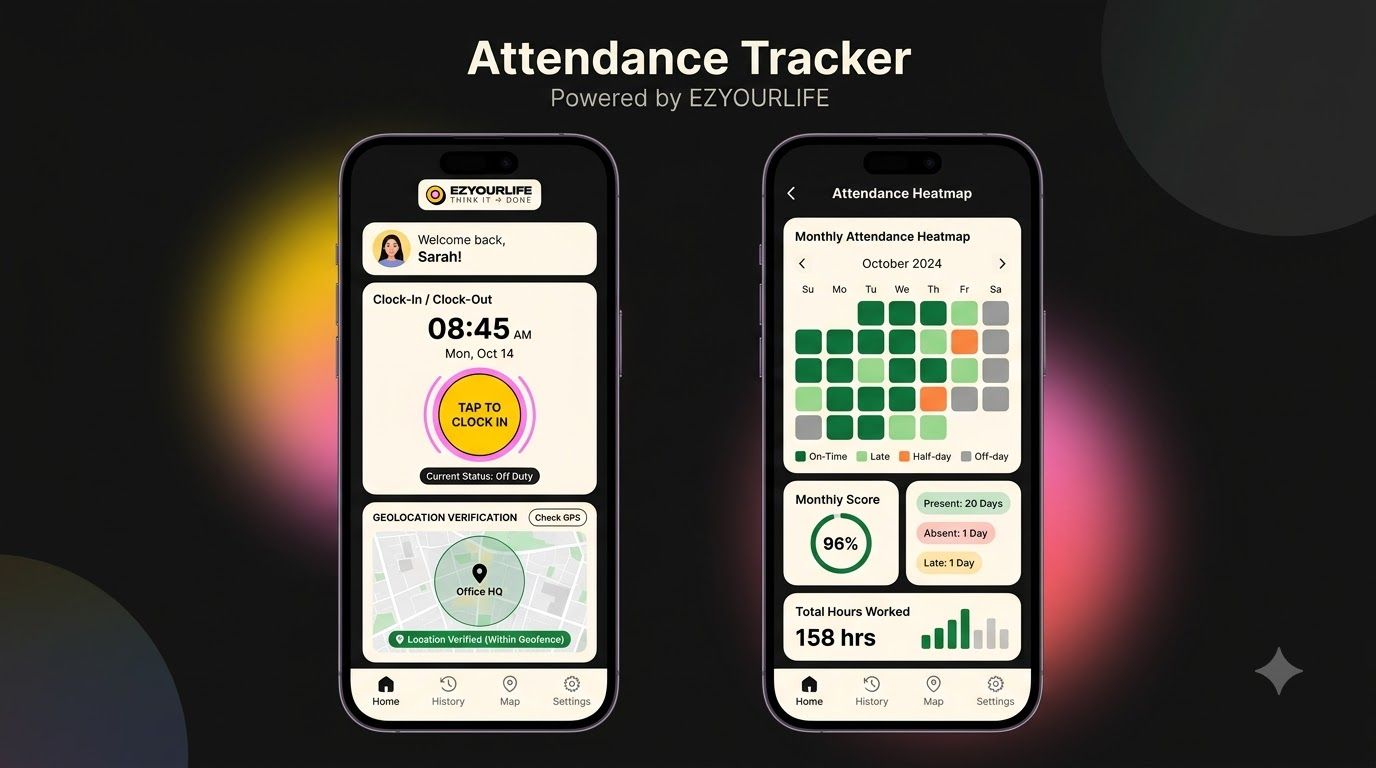 Attendance Tracker
Powered by EZYOURLIFE
EZYOURLIFE
THINK IT → DONE
Welcome back,
Sarah!
Clock-In / Clock-Out
08:45 AM
Mon, Oct 14
TAP TO
CLOCK IN
Current Status: Off Duty
GEOLOCATION VERIFICATION
Check GPS
Office HQ
Location Verified (Within Geofence)
Home History Map Settings
Attendance Heatmap
Monthly Attendance Heatmap
October 2024
Su Mo Tu We Th Fr Sa
On-Time Late Half-day Off-day
Monthly Score
96%
Present: 20 Days
Absent: 1 Day
Late: 1 Day
Total Hours Worked
158 hrs
Home History Map Settings